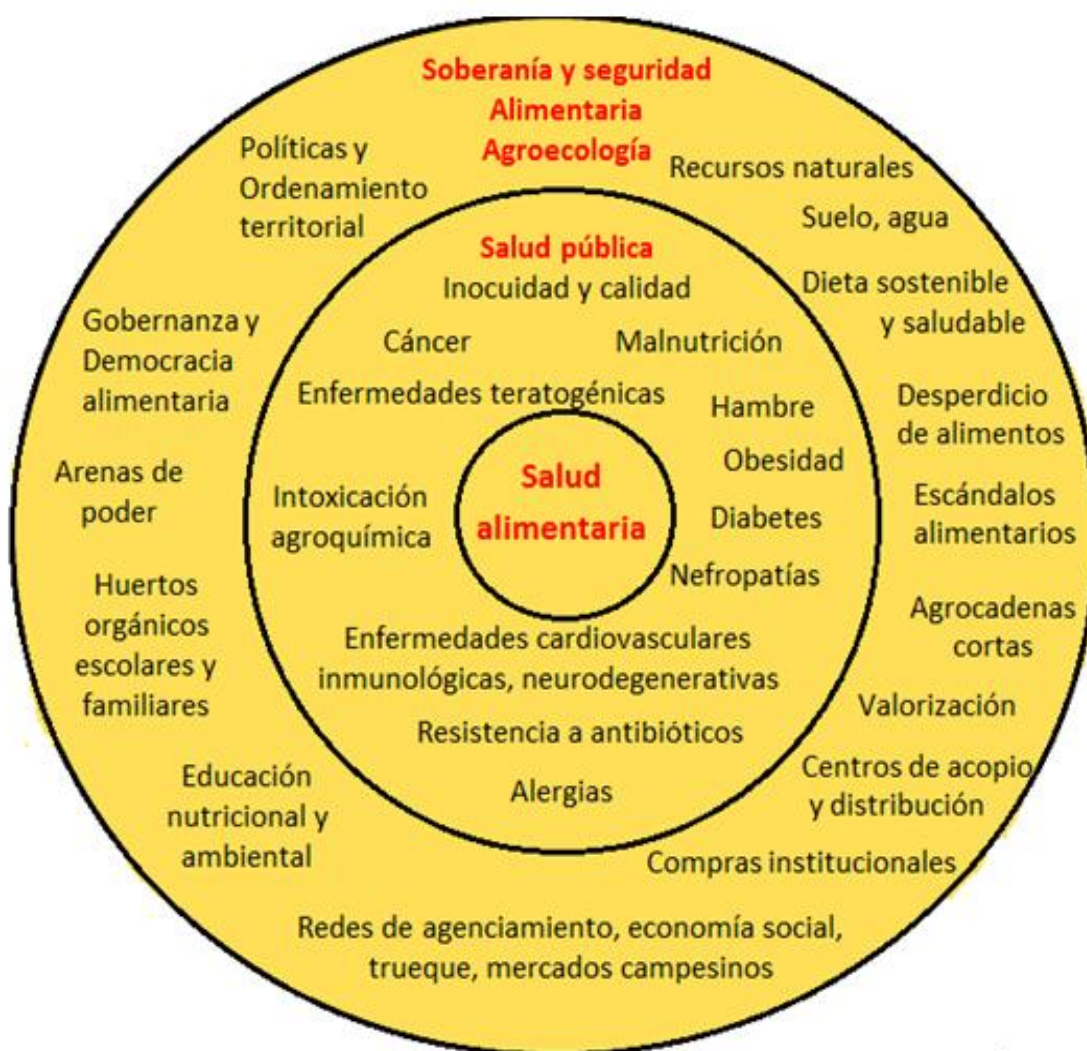 Soberanía y seguridad
Alimentaria
Agroecología
Políticas y
Ordenamiento
territorial
Recursos naturales
Suelo, agua
Dieta sostenible
y saludable
Desperdicio
de alimentos
Escándalos
alimentarios
Agrocadenas
cortas
Valorización
Centros de acopio
y distribución
Compras institucionales
Redes de agenciamiento, economía social,
trueque, mercados campesinos
Educación
nutricional y
ambiental
Huertos
orgánicos
escolares y
familiares
Arenas de
poder
Gobernanza y
Democracia
alimentaria
Salud pública
Inocuidad y calidad
Cáncer
Malnutrición
Enfermedades teratogénicas
Hambre
Obesidad
Diabetes
Nefropatías
Intoxicación
agroquímica
Enfermedades cardiovasculares
inmunológicas, neurodegenerativas
Resistencia a antibióticos
Alergias
Salud
alimentaria